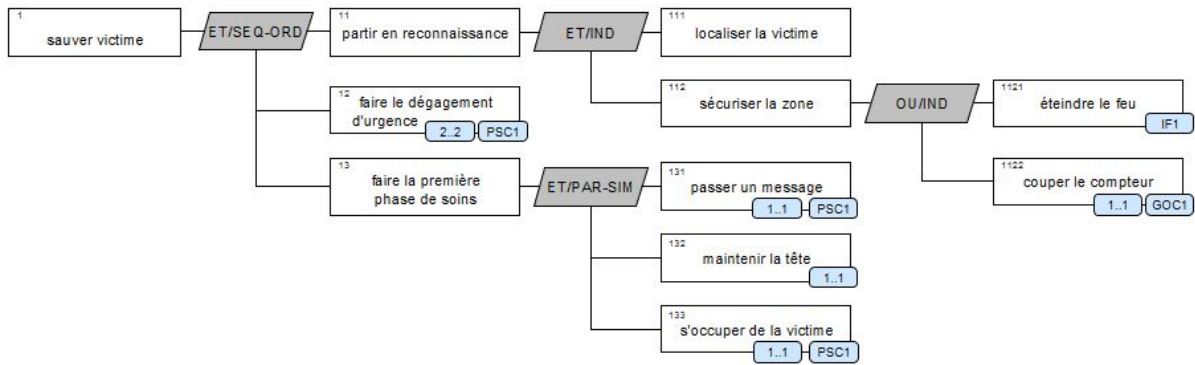 1
sauver victime
ET/SEQ-ORD
11
partir en reconnaissance
ET/IND
111
localiser la victime
112
sécuriser la zone
OU/IND
1121
éteindre le feu
IF1
1122
couper le compteur
1..1
GOC1
12
faire le dégagement
d'urgence
2..2
PSC1
13
faire la première
phase de soins
ET/PAR-SIM
131
passer un message
1..1
PSC1
132
maintenir la tête
1..1
133
s'occuper de la victime
1..1
PSC1